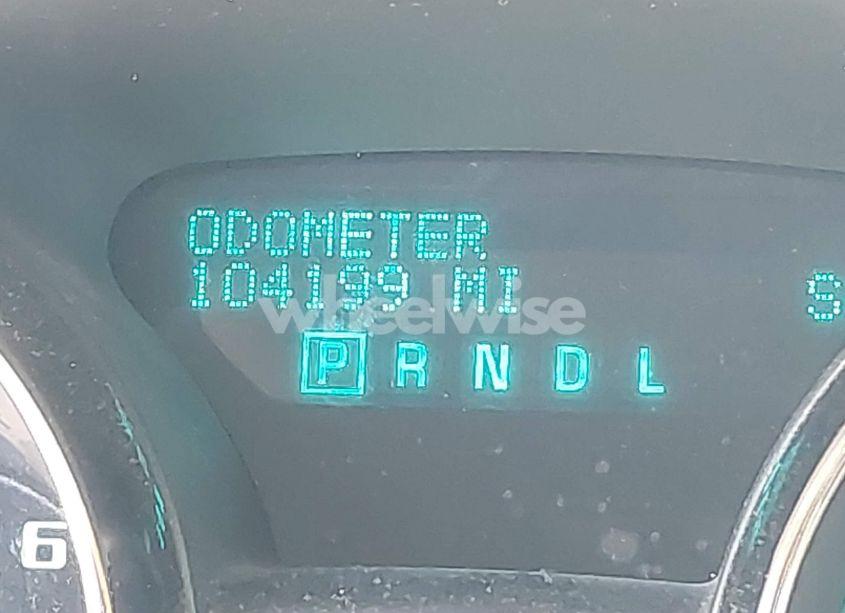 ODOMETER
104199 MI
S
P R N D L
wheelwise
6